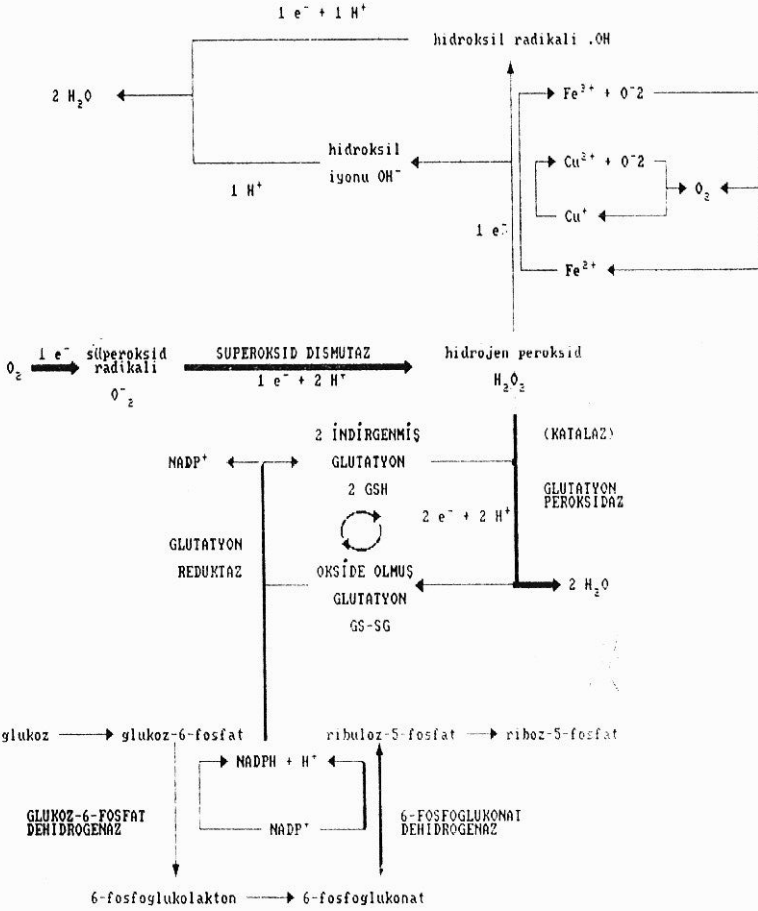 1 e⁻ + 1 H⁺
hidroksil radikali .OH
2 H₂O
Fe³⁺ + O⁻2
hidroksil
iyonu OH⁻
1 H⁺
Cu²⁺ + O⁻2
O₂
Cu⁺
1 e⁻
Fe²⁺
O₂
1 e⁻
süperoksid
radikali
O⁻₂
SUPEROKSID DISMUTAZ
1 e⁻ + 2 H⁺
hidrojen peroksid
H₂O₂
2 İNDİRGENMİŞ
GLUTATYON
2 GSH
NADP⁺
(KATALAZ)
GLUTATYON
PEROKSIDAZ
2 e⁻ + 2 H⁺
GLUTATYON
REDUKTAZ
OKSİDE OLMUŞ
GLUTATYON
GS-SG
2 H₂O
glukoz
glukoz-6-fosfat
ribuloz-5-fosfat
riboz-5-fosfat
NADPH + H⁺
GLUKOZ-6-FOSFAT
DEHIDROGENAZ
NADP⁺
6-FOSFOGLUKONAT
DEHIDROGENAZ
6-fosfoglukolakton
6-fosfoglukonat